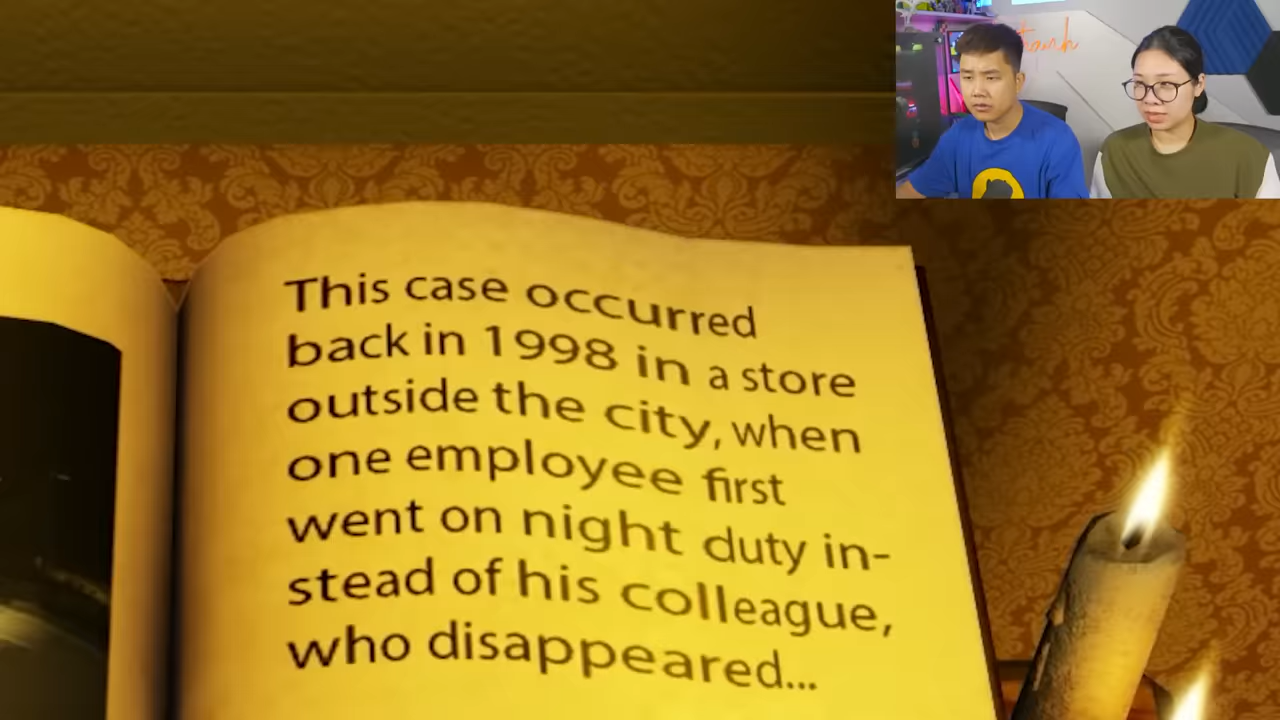 thanh
This case occurred
back in 1998 in a store
outside the city, when
one employee first
went on night duty in-
stead of his colleague,
who disappeared...